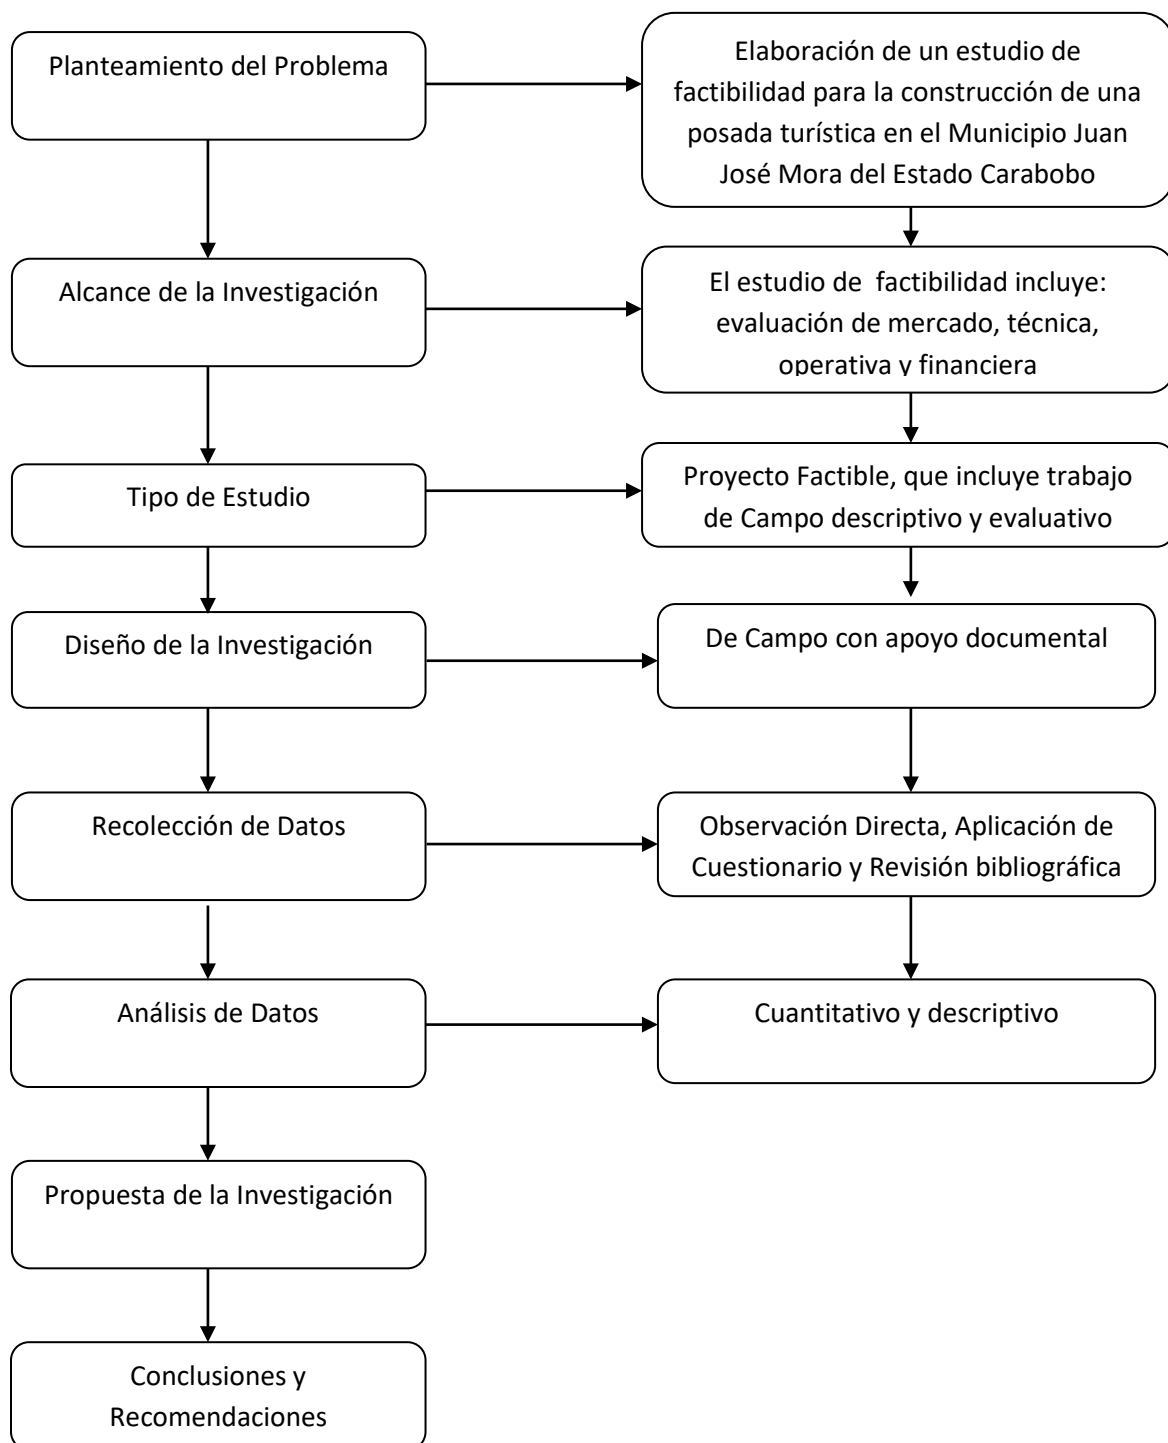 Planteamiento del Problema
Elaboración de un estudio de
factibilidad para la construcción de una
posada turística en el Municipio Juan
José Mora del Estado Carabobo
Alcance de la Investigación
El estudio de factibilidad incluye:
evaluación de mercado, técnica,
operativa y financiera
Tipo de Estudio
Proyecto Factible, que incluye trabajo
de Campo descriptivo y evaluativo
Diseño de la Investigación
De Campo con apoyo documental
Recolección de Datos
Observación Directa, Aplicación de
Cuestionario y Revisión bibliográfica
Análisis de Datos
Cuantitativo y descriptivo
Propuesta de la Investigación
Conclusiones y
Recomendaciones